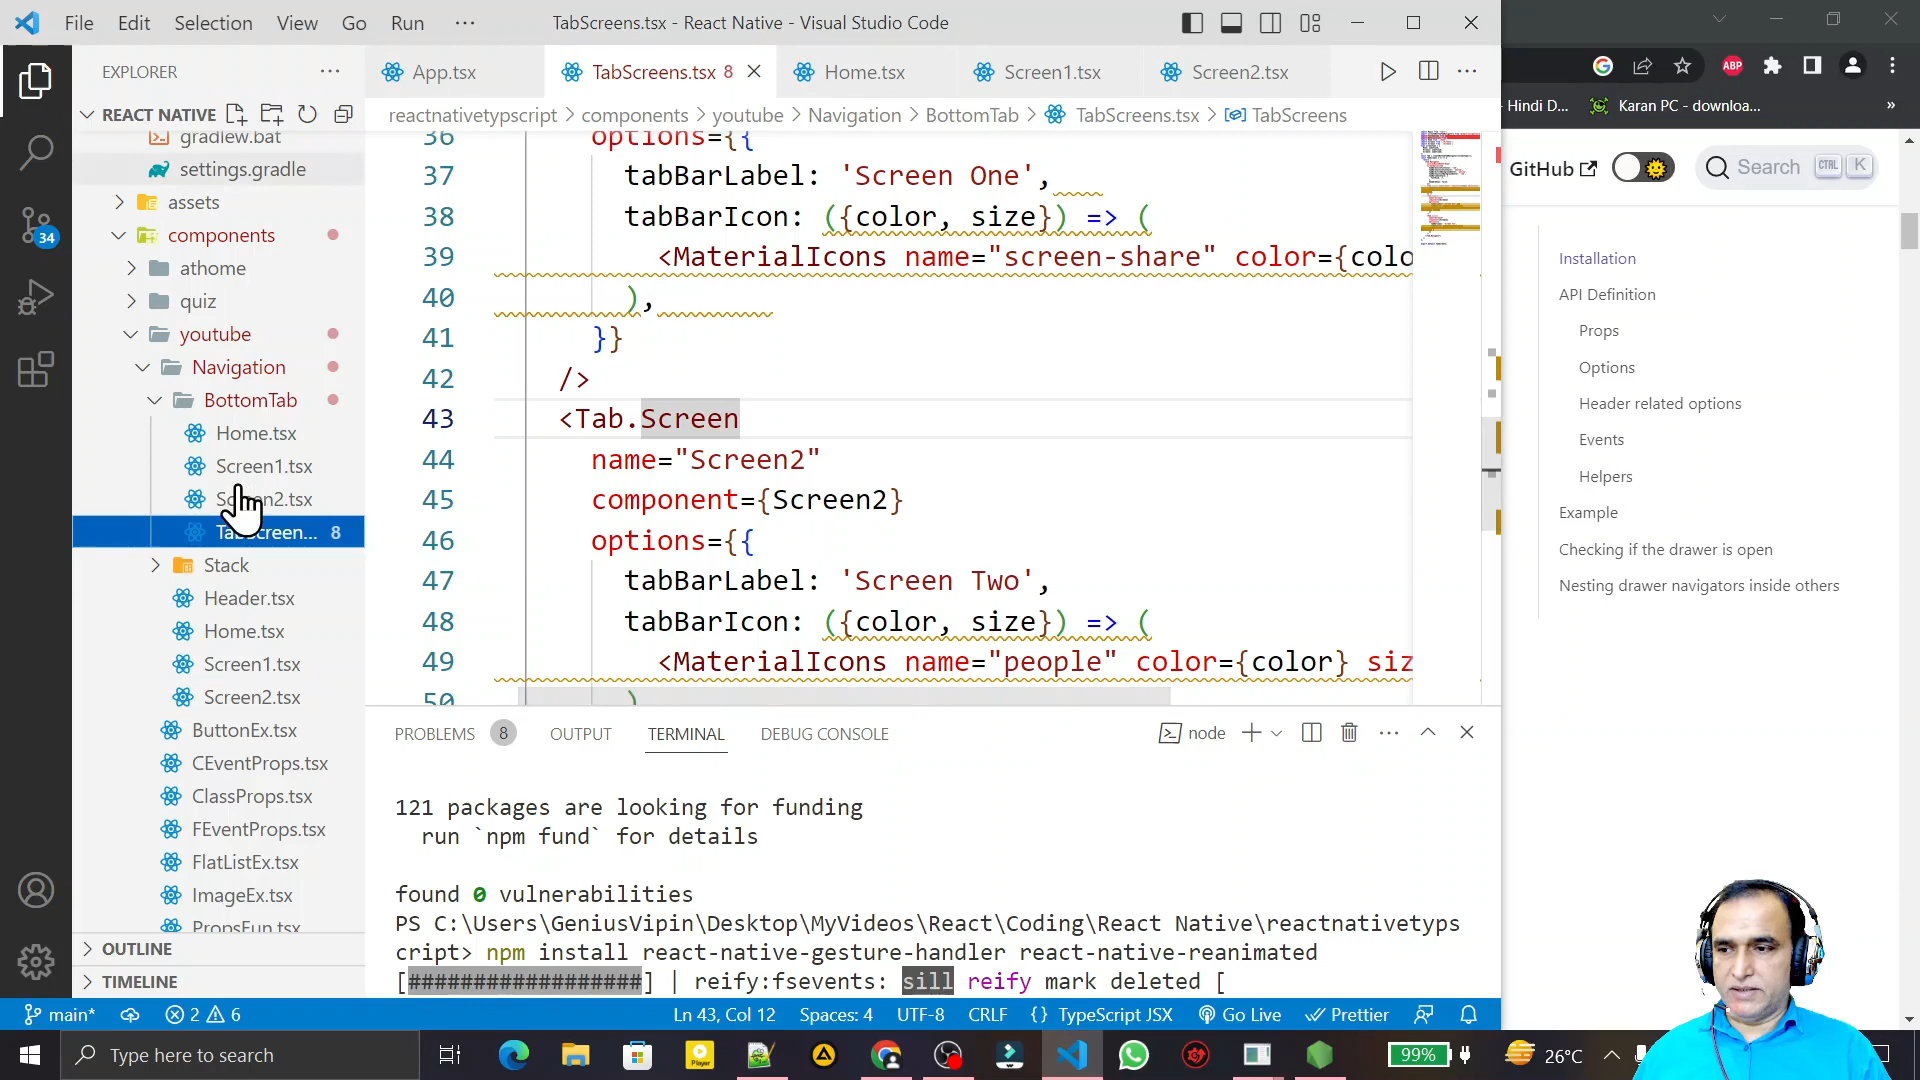 File Edit Selection View Go Run ··· TabScreens.tsx - React Native - Visual Studio Code
EXPLORER
REACT NATIVE
gradlew.bat
settings.gradle
assets
components
athome
quiz
youtube
Navigation
BottomTab
Home.tsx
Screen1.tsx
Screen2.tsx
TabScreen... 8
Stack
Header.tsx
Home.tsx
Screen1.tsx
Screen2.tsx
ButtonEx.tsx
CEventProps.tsx
ClassProps.tsx
FEventProps.tsx
FlatListEx.tsx
ImageEx.tsx
PropsFun.tsx
OUTLINE
TIMELINE
34
App.tsx TabScreens.tsx 8 Home.tsx Screen1.tsx Screen2.tsx
reactnativetypscript > components > youtube > Navigation > BottomTab > TabScreens.tsx > TabScreens
36 options={{
37 tabBarLabel: 'Screen One',
38 tabBarIcon: ({color, size}) => (
39 <MaterialIcons name="screen-share" color={colo
40 ),
41 }}
42 />
43 <Tab.Screen
44 name="Screen2"
45 component={Screen2}
46 options={{
47 tabBarLabel: 'Screen Two',
48 tabBarIcon: ({color, size}) => (
49 <MaterialIcons name="people" color={color} siz
50 )
PROBLEMS 8 OUTPUT TERMINAL DEBUG CONSOLE node
121 packages are looking for funding
run `npm fund` for details
found 0 vulnerabilities
PS C:\Users\GeniusVipin\Desktop\MyVideos\React\Coding\React Native\reactnativetyps
cript> npm install react-native-gesture-handler react-native-reanimated
[##################] | reify:fsevents: sill reify mark deleted [
main* 2 6 Ln 43, Col 12 Spaces: 4 UTF-8 CRLF {} TypeScript JSX Go Live Prettier
ABP
Hindi D... Karan PC - downloa... »
GitHub Search CTRL K
Installation
API Definition
Props
Options
Header related options
Events
Helpers
Example
Checking if the drawer is open
Nesting drawer navigators inside others
Type here to search
Player
99% 26°C